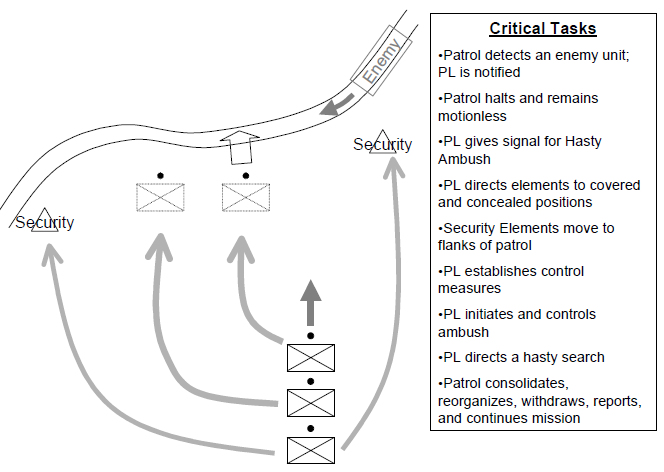 Enemy
Security
Security
Critical Tasks
•Patrol detects an enemy unit;
PL is notified
•Patrol halts and remains
motionless
•PL gives signal for Hasty
Ambush
•PL directs elements to covered
and concealed positions
•Security Elements move to
flanks of patrol
•PL establishes control
measures
•PL initiates and controls
ambush
•PL directs a hasty search
•Patrol consolidates,
reorganizes, withdraws, reports,
and continues mission